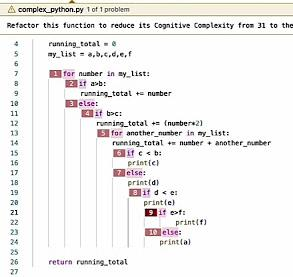 complex_python.py 1 of 1 problem
Refactor this function to reduce its Cognitive Complexity from 31 to the
4 running_total = 0
5 my_list = a,b,c,d,e,f
6
7 1 for number in my_list:
8 2 if a>b:
9 running_total += number
10 3 else:
11 4 if b>c:
12 running_total += (number*2)
13 5 for another_number in my_list:
14 running_total += number + another_number
15 6 if c < b:
16 print(c)
17 7 else:
18 print(d)
19 8 if d < e:
20 print(e)
21 9 if e>f:
22 print(f)
23 10 else:
24 print(a)
25
26 return running_total
27